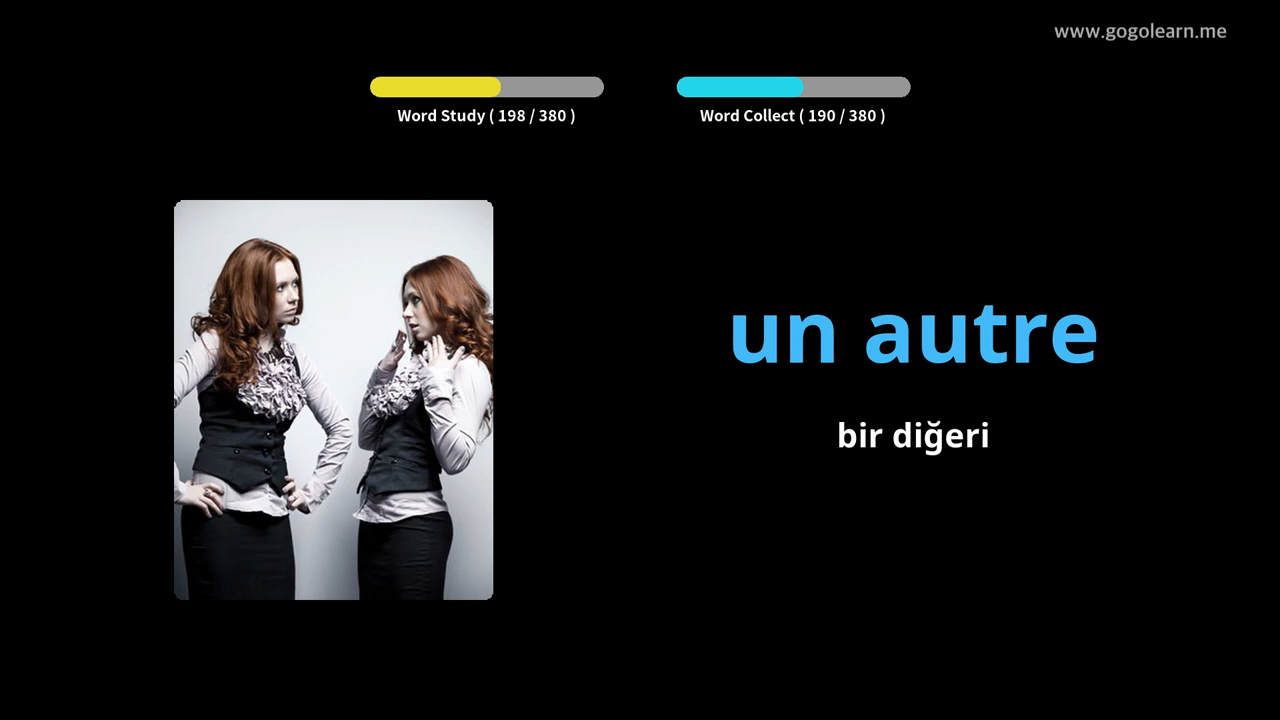 www.gogolearn.me
Word Study ( 198 / 380 )
Word Collect ( 190 / 380 )
un autre
bir diğeri